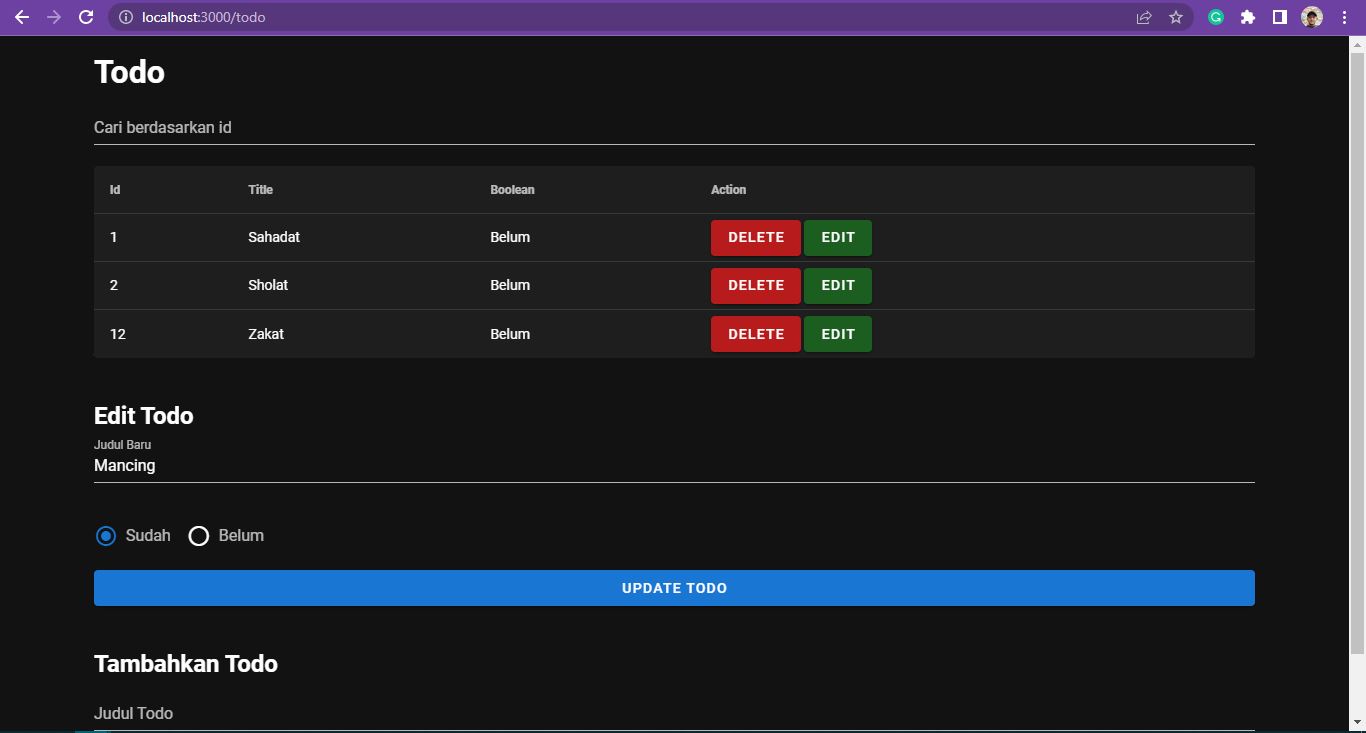 localhost:3000/todo
Todo
Cari berdasarkan id
Id Title Boolean Action
1 Sahadat Belum DELETE EDIT
2 Sholat Belum DELETE EDIT
12 Zakat Belum DELETE EDIT
Edit Todo
Judul Baru
Mancing
Sudah Belum
UPDATE TODO
Tambahkan Todo
Judul Todo